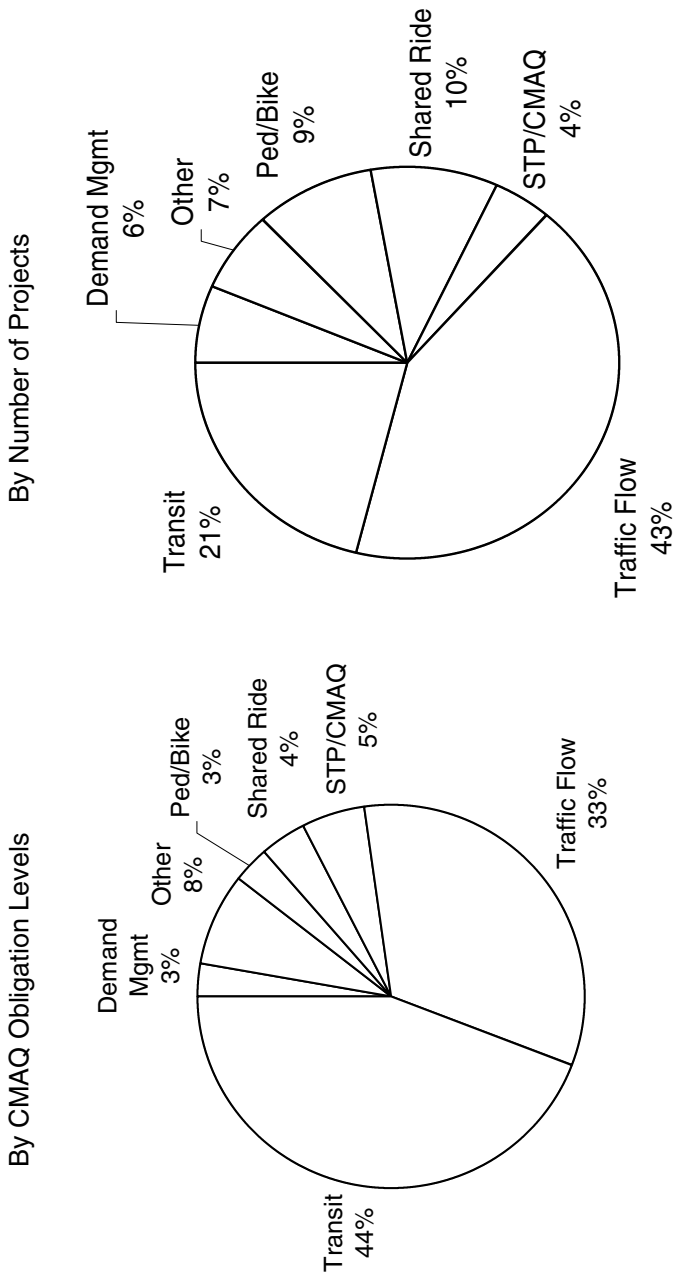 By CMAQ Obligation Levels
Demand
Mgmt
3%
Other
8%
Ped/Bike
3%
Shared Ride
4%
STP/CMAQ
5%
Traffic Flow
33%
Transit
44%
By Number of Projects
Demand Mgmt
6%
Other
7%
Ped/Bike
9%
Shared Ride
10%
STP/CMAQ
4%
Traffic Flow
43%
Transit
21%